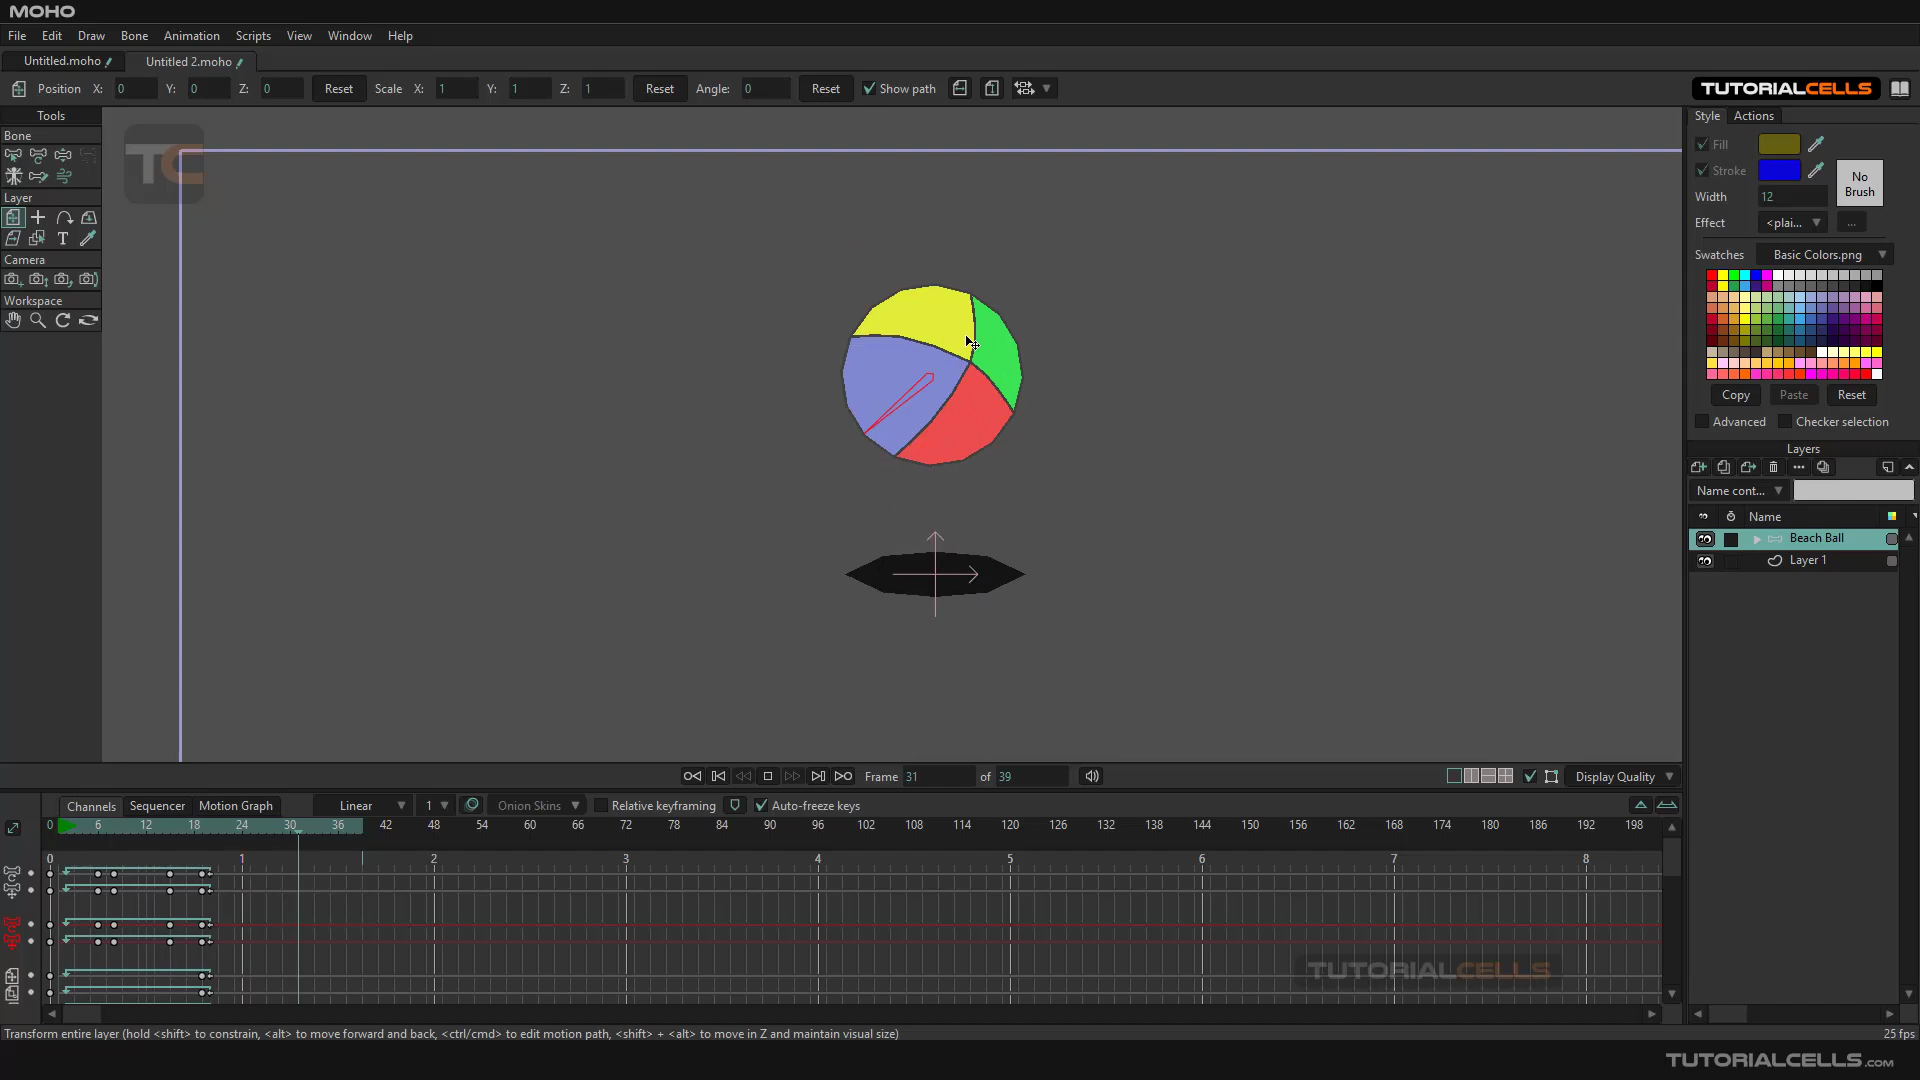 MOHO
File Edit Draw Bone Animation Scripts View Window Help
Untitled.moho Untitled 2.moho
Position X: 0 Y: 0 Z: 0 Reset Scale X: 1 Y: 1 Z: 1 Reset Angle: 0 Reset Show path
TUTORIALCELLS
Tools
Bone
Layer
T
Camera
Workspace
TC
Style Actions
Fill
Stroke
No Brush
Width 12
Effect <plai... ...
Swatches Basic Colors.png
Copy Paste Reset
Advanced Checker selection
Layers
Name cont...
Name
Beach Ball
Layer 1
Frame 31 of 39
Display Quality
Channels Sequencer Motion Graph Linear 1 Onion Skins Relative keyframing Auto-freeze keys
0 6 12 18 24 30 36 42 48 54 60 66 72 78 84 90 96 102 108 114 120 126 132 138 144 150 156 162 168 174 180 186 192 198
0 1 2 3 4 5 6 7 8
TUTORIALCELLS
Transform entire layer (hold <shift> to constrain, <alt> to move forward and back, <ctrl/cmd> to edit motion path, <shift> + <alt> to move in Z and maintain visual size)
25 fps
TUTORIALCELLS.com